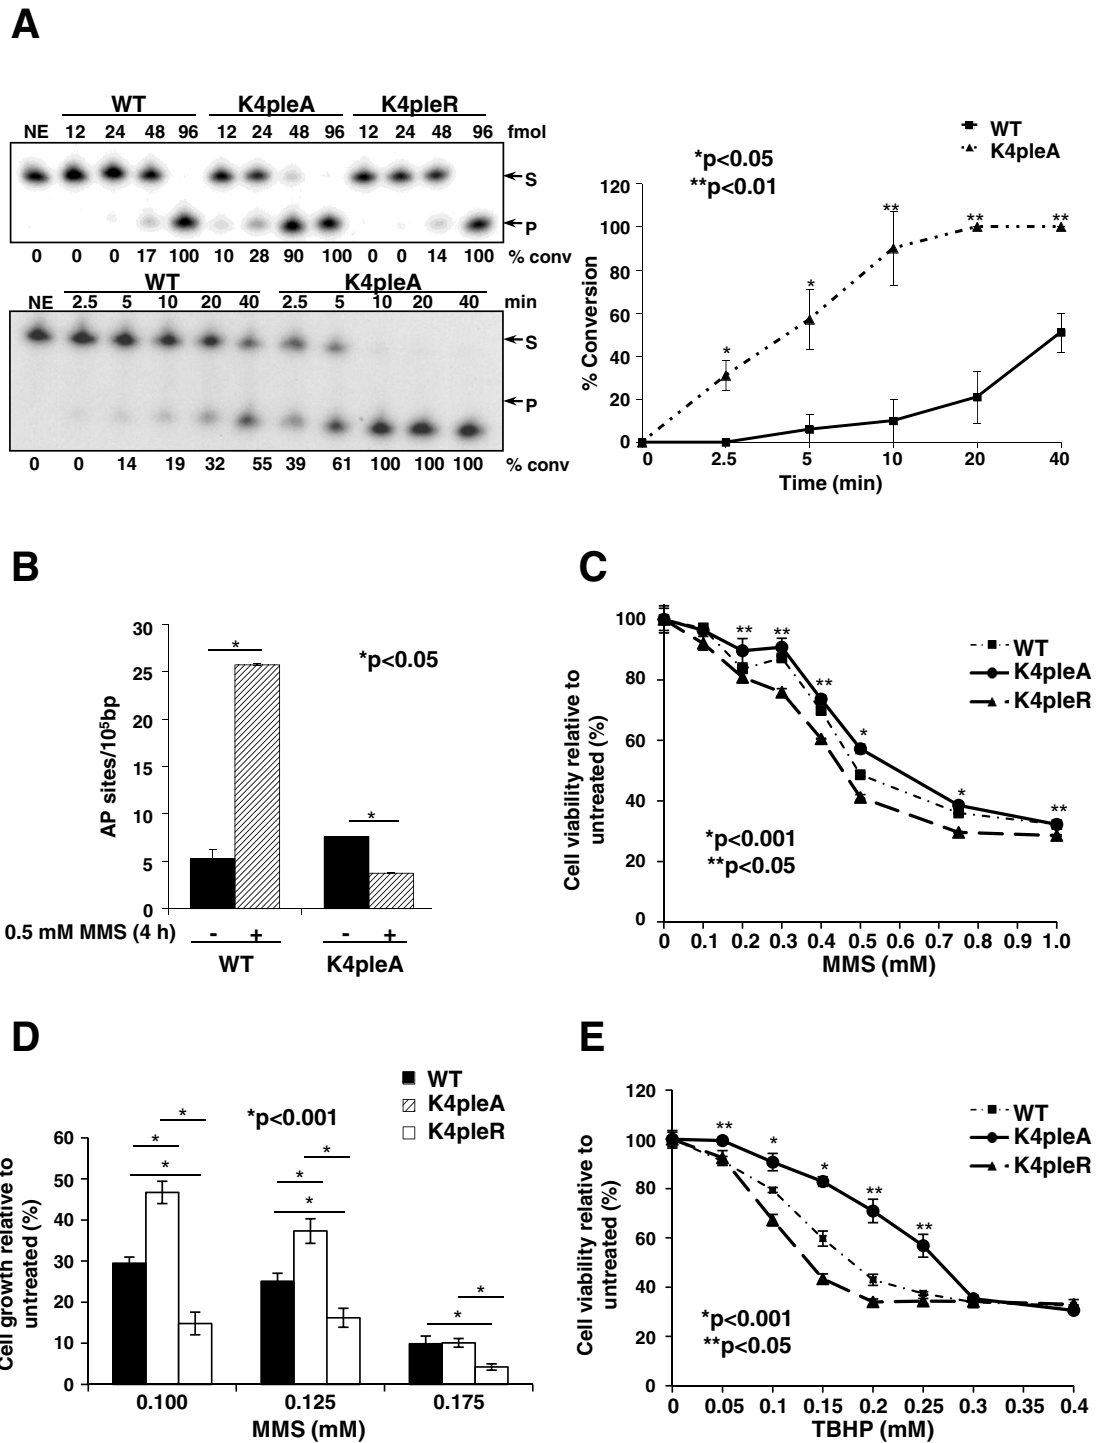 A
WT K4pleA K4pleR
NE 12 24 48 96 12 24 48 96 12 24 48 96 fmol
S
P
0 0 0 17 100 10 28 90 100 0 0 14 100 % conv
WT K4pleA
NE 2.5 5 10 20 40 2.5 5 10 20 40 min
S
P
0 0 14 19 32 55 39 61 100 100 100 % conv
WT
K4pleA
*p<0.05
**p<0.01
120
100
80
60
40
20
0
% Conversion
* * ** ** **
0 2.5 5 10 20 40
Time (min)
B
30
25
20
15
10
5
0
AP sites/10⁵bp
*p<0.05
* *
0.5 mM MMS (4 h) - + - +
WT K4pleA
C
100
80
60
40
20
0
Cell viability relative to
untreated (%)
WT
K4pleA
K4pleR
** ** ** * * **
*p<0.001
**p<0.05
0 0.1 0.2 0.3 0.4 0.5 0.6 0.7 0.8 0.9 1.0
MMS (mM)
D
WT
K4pleA
K4pleR
*p<0.001
60
50
40
30
20
10
0
Cell growth relative to
untreated (%)
* * * * * * * *
0.100 0.125 0.175
MMS (mM)
E
120
100
80
60
40
20
0
Cell viability relative to
untreated (%)
WT
K4pleA
K4pleR
** * * ** **
*p<0.001
**p<0.05
0 0.05 0.1 0.15 0.2 0.25 0.3 0.35 0.4
TBHP (mM)